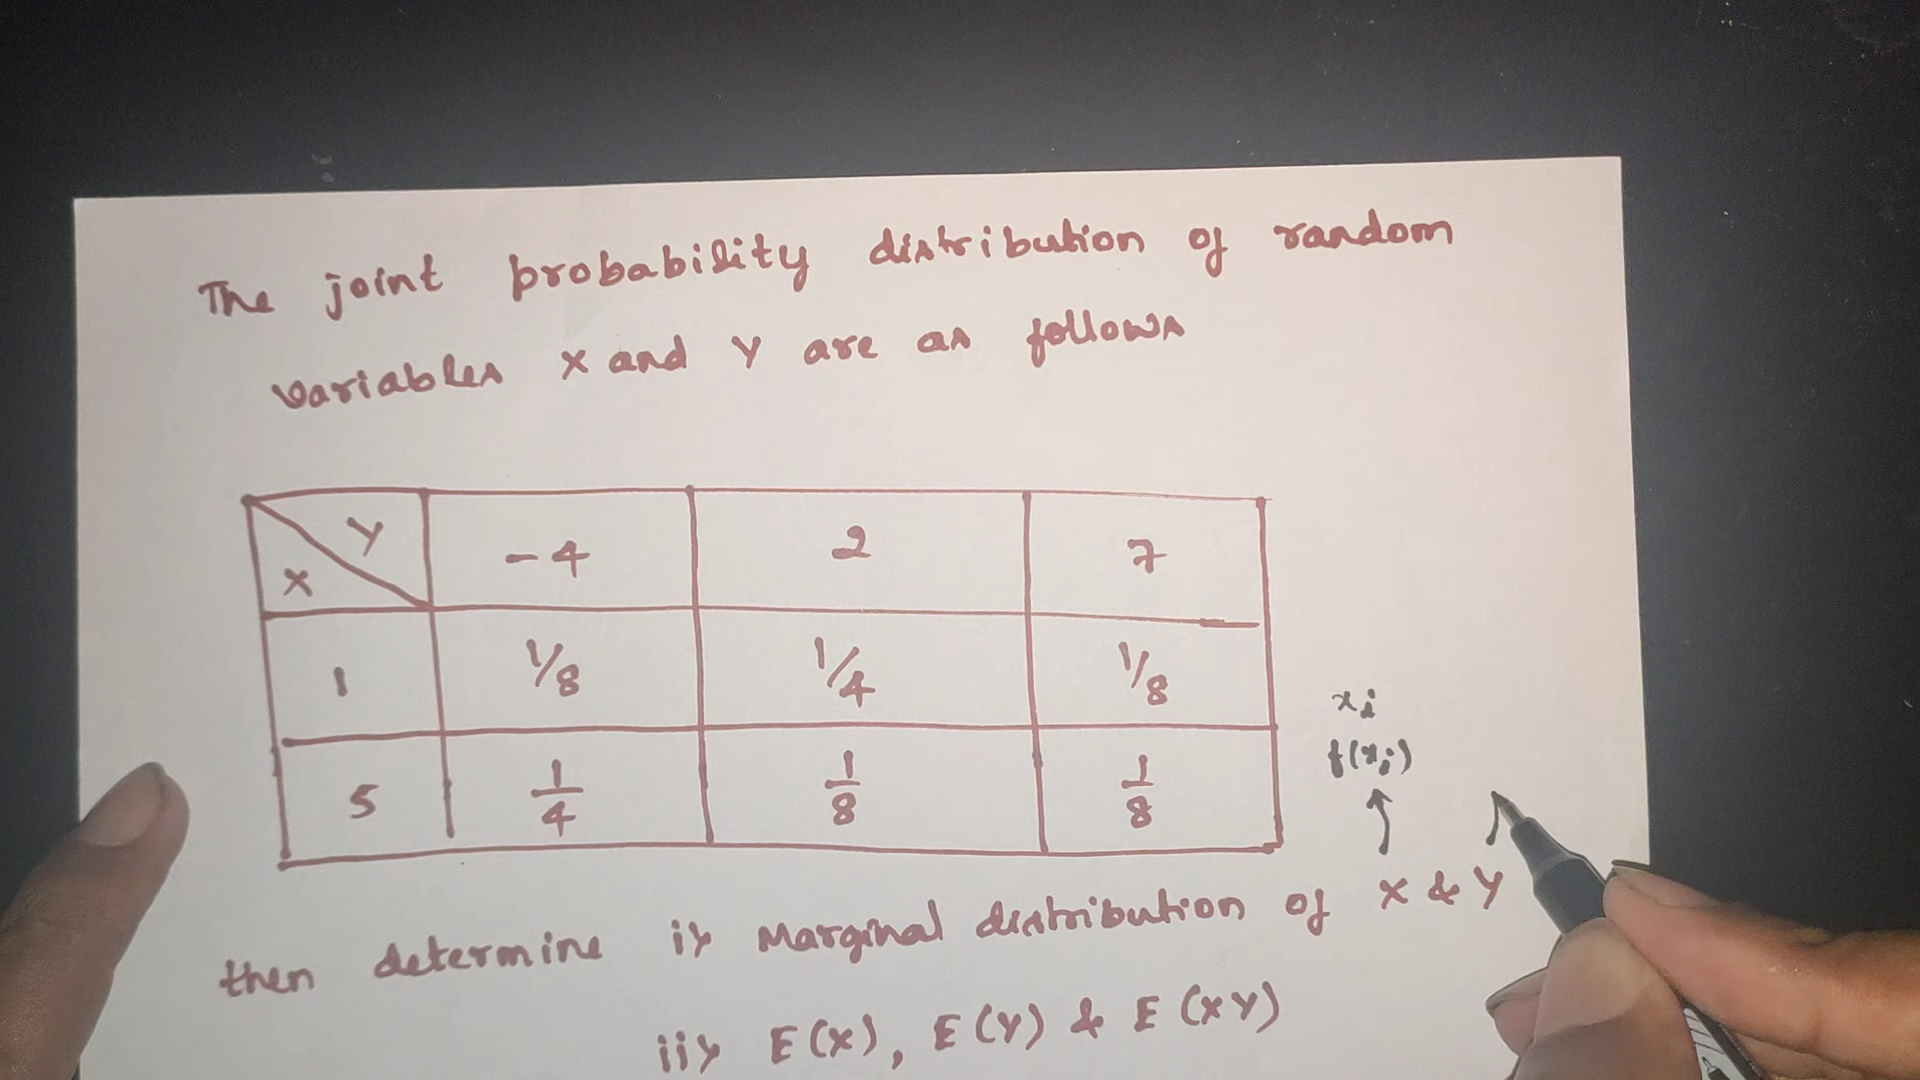 The joint probability distribution of random
variables X and Y are as follows
Y
X -4 2 7
1 1/8 1/4 1/8
5 1/4 1/8 1/8
xi
f(xi)
then determine i> Marginal distribution of X & Y
ii> E(X), E(Y) & E(XY)